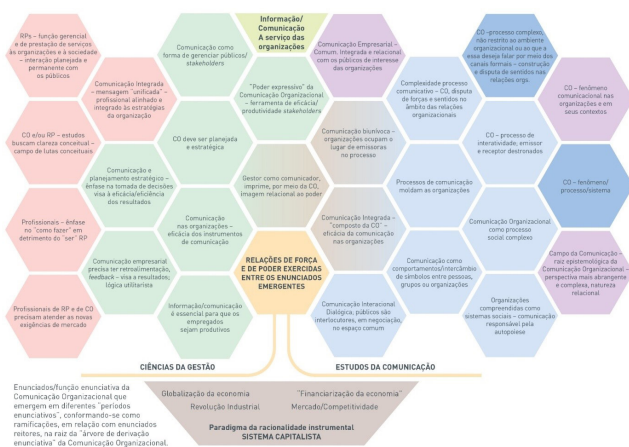 RPs – função gerencial
e de prestação de serviços
às organizações e à sociedade
– interação planejada e
permanente com
os públicos
CO e/ou RP – estudos
buscam clareza conceitual –
campo de lutas conceituais
Profissionais – ênfase
no "como fazer" em
detrimento do "ser" RP
Profissionais de RP e de CO
precisam atender as novas
exigências de mercado
Comunicação Integrada –
mensagem "unificada" –
profissional alinhado e
integrado às estratégias
da organização
Comunicação e
planejamento estratégico –
ênfase na tomada de decisões
visa à eficácia/eficiência
dos resultados
Comunicação empresarial
precisa ter retroalimentação,
feedback – visa a resultados;
lógica utilitarista
Comunicação como
forma de gerenciar públicos/
stakeholders
CO deve ser planejada
e estratégica
Comunicação
nas organizações –
eficácia dos instrumentos
de comunicação
Informação/comunicação
é essencial para que os
empregados
sejam produtivos
Informação/
Comunicação
A serviço das
organizações
"Poder expressivo" da
Comunicação Organizacional –
ferramenta de eficácia/
produtividade stakeholders
Gestor como comunicador,
imprime, por meio da CO,
imagem relacional ao poder
RELAÇÕES DE FORÇA
E DE PODER EXERCIDAS
ENTRE OS ENUNCIADOS
EMERGENTES
Comunicação Empresarial –
Comum. Integrada e relacional
com os públicos de interesse
das organizações
Comunicação biunívoca –
organizações ocupam o
lugar de emissoras
no processo
Comunicação Integrada –
"composto da CO" –
eficácia da comunicação
nas organizações
Comunicação Interacional
Dialógica; públicos são
interlocutores, em negociação,
no espaço comum
Complexidade processo
comunicativo – CO, disputa
de forças e sentidos no
âmbito das relações
organizacionais
Processos de comunicação
moldam as organizações
Comunicação como
comportamentos/intercâmbio
de símbolos entre pessoas,
grupos ou organizações
CO –processo complexo,
não restrito ao ambiente
organizacional ou ao que a
essa deseja falar por meio dos
canais formais – construção
e disputa de sentidos nas
relações orgs.
CO – processo de
interatividade; emissor
e receptor destronados
Comunicação Organizacional
como processo
social complexo
Organizações
compreendidas como
sistemas sociais – comunicação
responsável pela
autopoiese
CO – fenômeno
comunicacional nas
organizações e em
seus contextos
CO – fenômeno/
processo/sistema
Campo da Comunicação –
raiz epistemológica da
Comunicação Organizacional –
perspectiva mais abrangente
e complexa, natureza
relacional
CIÊNCIAS DA GESTÃO
ESTUDOS DA COMUNICAÇÃO
Globalização da economia
"Financiarização da economia"
Revolução Industrial
Mercado/Competitividade
Paradigma da racionalidade instrumental
SISTEMA CAPITALISTA
Enunciados/função enunciativa da
Comunicação Organizacional que
emergem em diferentes "períodos
enunciativos", conformando-se como
ramificações, em relação com enunciados
reitores, na raiz da "árvore de derivação
enunciativa" da Comunicação Organizacional.